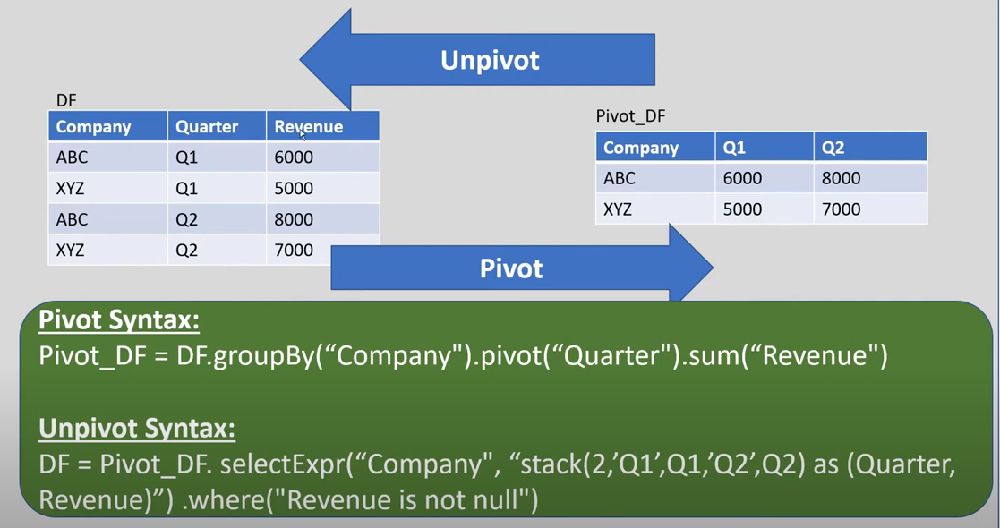 Unpivot
DF
Company Quarter Revenue
ABC Q1 6000
XYZ Q1 5000
ABC Q2 8000
XYZ Q2 7000
Pivot_DF
Company Q1 Q2
ABC 6000 8000
XYZ 5000 7000
Pivot
Pivot Syntax:
Pivot_DF = DF.groupBy(“Company").pivot(“Quarter").sum(“Revenue")
Unpivot Syntax:
DF = Pivot_DF. selectExpr(“Company", “stack(2,’Q1’,Q1,’Q2’,Q2) as (Quarter,
Revenue)”) .where("Revenue is not null")